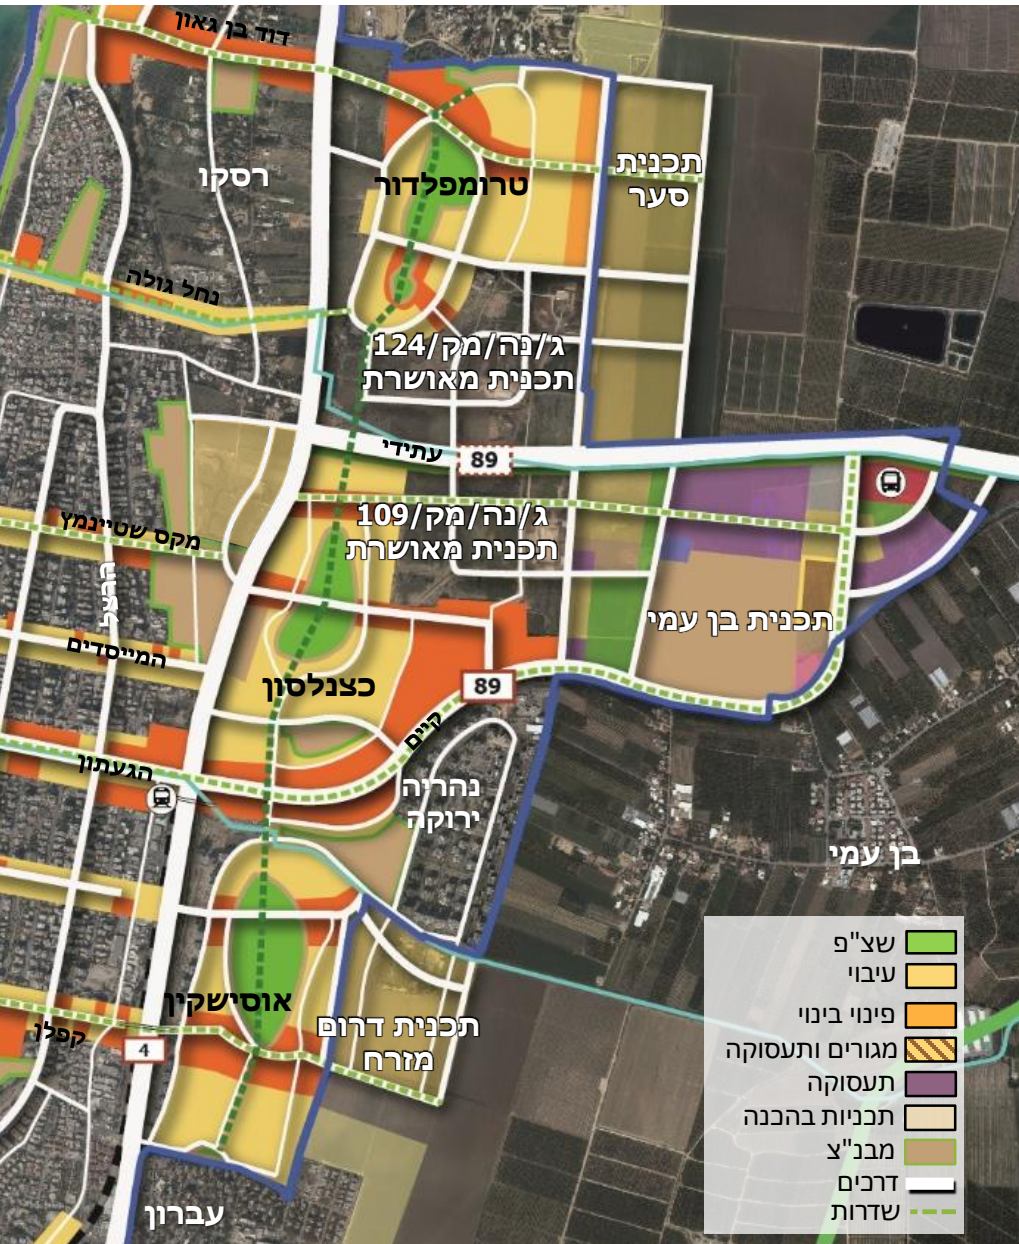 דוד בן גאון
רסקו
טרומפלדור
תכנית
סער
נחל גולה
ג/נה/מק/124
תכנית מאושרת
עתידי
89
ג/נה/מק/109
תכנית מאושרת
מקס שטיינמץ
הרצל
המייסדים
תכנית בן עמי
כצנלסון
89
קיים
הגעתון
נהריה
ירוקה
בן עמי
אוסישקין
קפלן
4
תכנית דרום
מזרח
עברון
שצ"פ
עיבוי
פינוי בינוי
מגורים ותעסוקה
תעסוקה
תכניות בהכנה
מבנ"צ
דרכים
שדרות